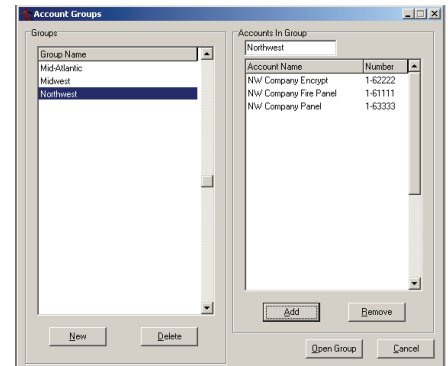 Account Groups
Groups
Group Name
Mid-Atlantic
Midwest
Northwest
New
Delete
Accounts In Group
Northwest
Account Name Number
NW Company Encrypt 1-62222
NW Company Fire Panel 1-61111
NW Company Panel 1-63333
Add
Remove
Open Group
Cancel